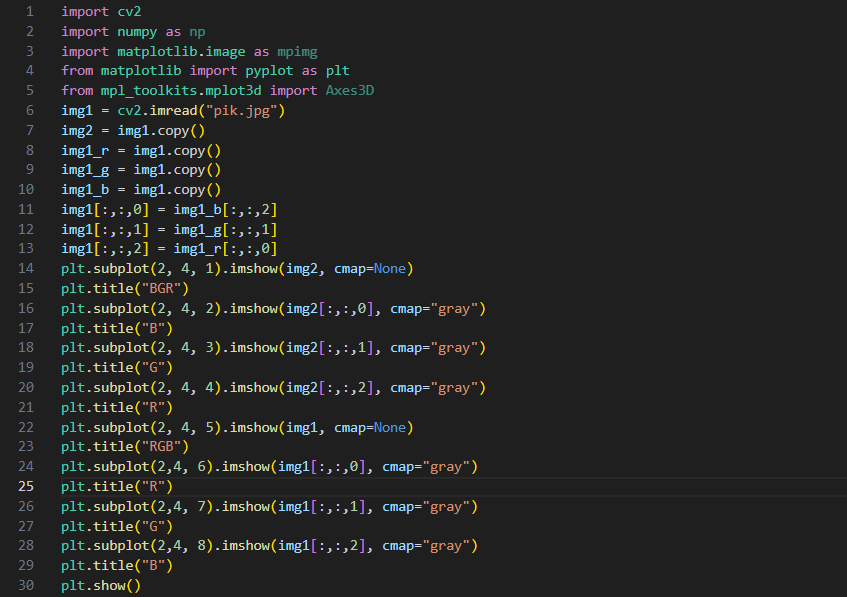 1 import cv2
2 import numpy as np
3 import matplotlib.image as mpimg
4 from matplotlib import pyplot as plt
5 from mpl_toolkits.mplot3d import Axes3D
6 img1 = cv2.imread("pik.jpg")
7 img2 = img1.copy()
8 img1_r = img1.copy()
9 img1_g = img1.copy()
10 img1_b = img1.copy()
11 img1[:,:,0] = img1_b[:,:,2]
12 img1[:,:,1] = img1_g[:,:,1]
13 img1[:,:,2] = img1_r[:,:,0]
14 plt.subplot(2, 4, 1).imshow(img2, cmap=None)
15 plt.title("BGR")
16 plt.subplot(2, 4, 2).imshow(img2[:,:,0], cmap="gray")
17 plt.title("B")
18 plt.subplot(2, 4, 3).imshow(img2[:,:,1], cmap="gray")
19 plt.title("G")
20 plt.subplot(2, 4, 4).imshow(img2[:,:,2], cmap="gray")
21 plt.title("R")
22 plt.subplot(2, 4, 5).imshow(img1, cmap=None)
23 plt.title("RGB")
24 plt.subplot(2,4, 6).imshow(img1[:,:,0], cmap="gray")
25 plt.title("R")
26 plt.subplot(2,4, 7).imshow(img1[:,:,1], cmap="gray")
27 plt.title("G")
28 plt.subplot(2,4, 8).imshow(img1[:,:,2], cmap="gray")
29 plt.title("B")
30 plt.show()